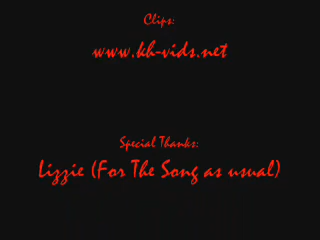 Clips:
www.kh-vids.net
Special Thanks:
Lizzie (For The Song as usual)